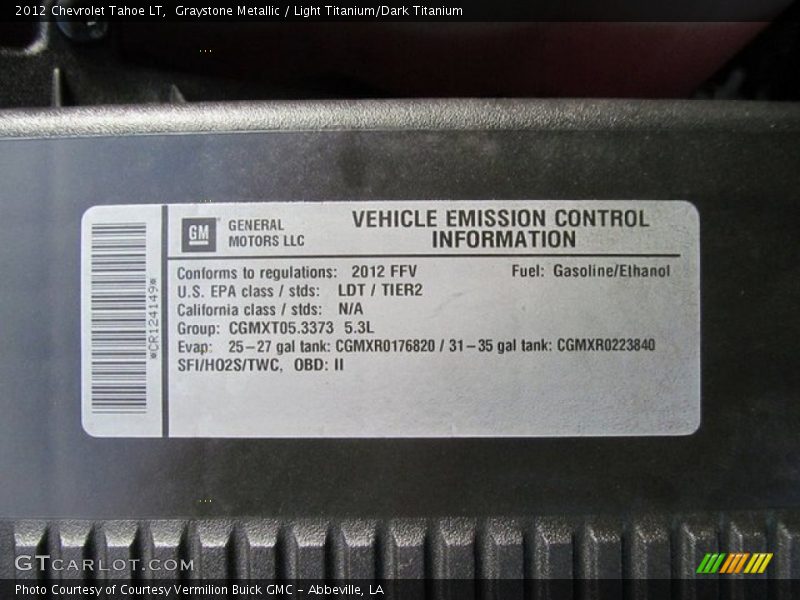 2012 Chevrolet Tahoe LT,  Graystone Metallic / Light Titanium/Dark Titanium
GM
GENERAL
MOTORS LLC
VEHICLE EMISSION CONTROL
INFORMATION
Conforms to regulations: 2012 FFV Fuel: Gasoline/Ethanol
U.S. EPA class / stds: LDT / TIER2
California class / stds: N/A
Group: CGMXT05.3373 5.3L
Evap: 25-27 gal tank: CGMXR0176820 / 31-35 gal tank: CGMXR0223840
SFI/HO2S/TWC, OBD: II
*CR124149*
GTCARLOT.COM
Photo Courtesy of Courtesy Vermilion Buick GMC - Abbeville, LA